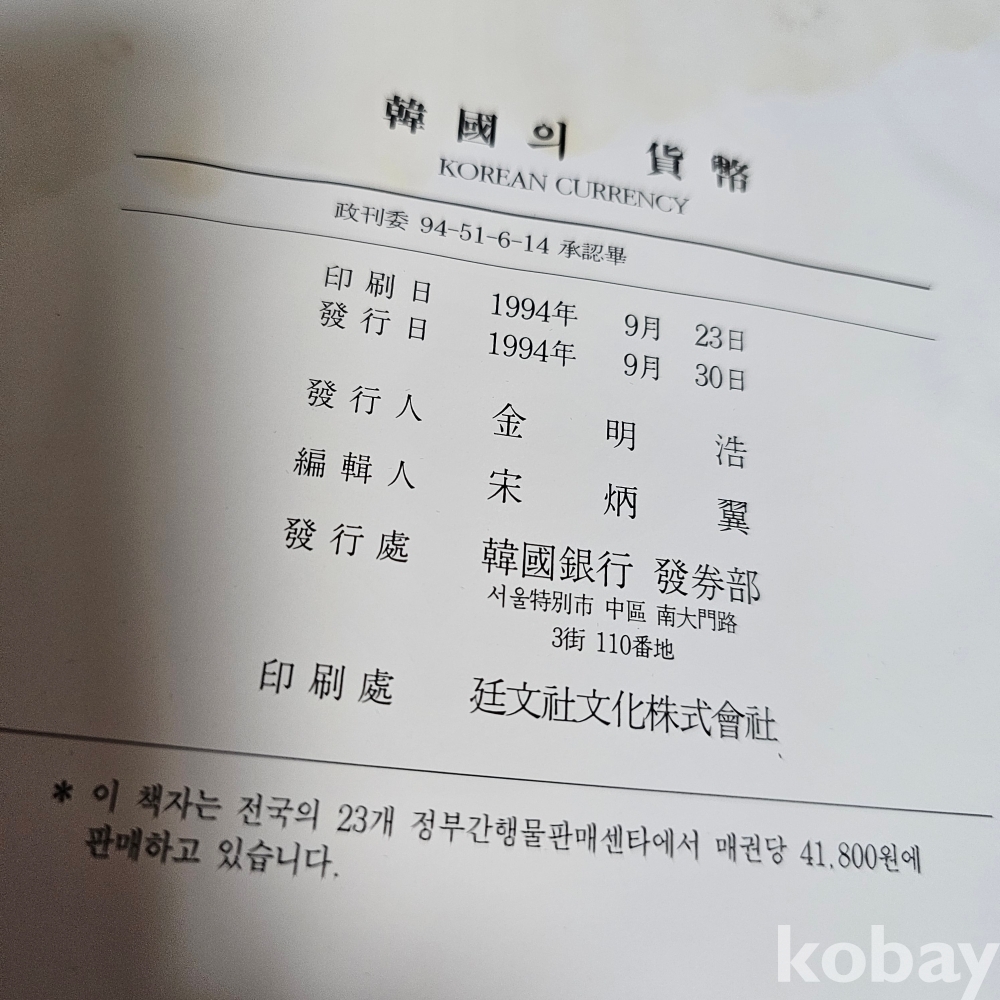 韓國의 貨幣
KOREAN CURRENCY
政刊委 94-51-6-14 承認畢
印刷日 1994年 9月 23日
發行日 1994年 9月 30日
發行人 金明浩
編輯人 宋炳翼
發行處 韓國銀行 發券部
서울特別市 中區 南大門路
3街 110番地
印刷處 廷文社文化株式會社
* 이 책자는 전국의 23개 정부간행물판매센타에서 매권당 41,800원에
판매하고 있습니다.
kobay